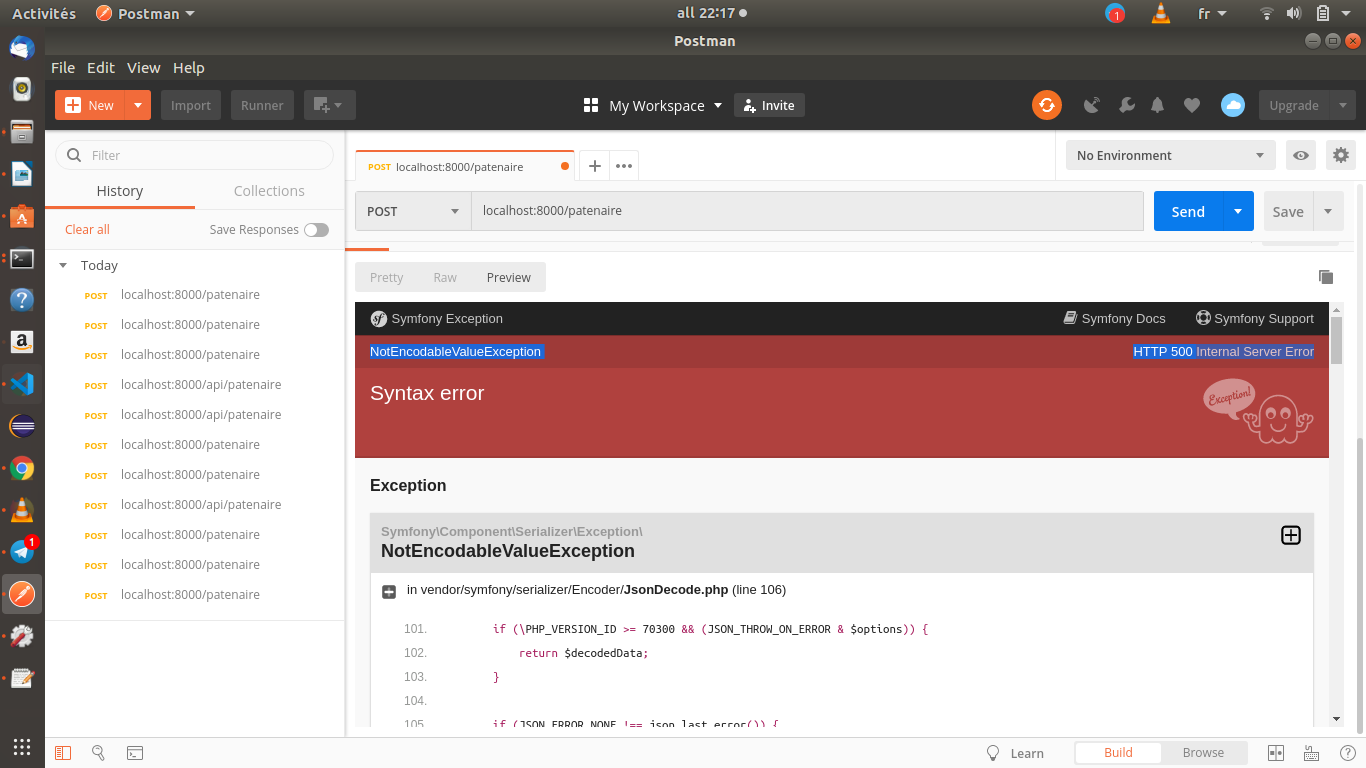 Activités
Postman
all 22:17
1
fr
Postman
File Edit View Help
New
Import
Runner
My Workspace
Invite
Upgrade
Filter
History
Collections
Clear all
Save Responses
Today
POST localhost:8000/patenaire
POST localhost:8000/patenaire
POST localhost:8000/patenaire
POST localhost:8000/api/patenaire
POST localhost:8000/api/patenaire
POST localhost:8000/patenaire
POST localhost:8000/patenaire
POST localhost:8000/api/patenaire
POST localhost:8000/patenaire
POST localhost:8000/patenaire
POST localhost:8000/patenaire
POST localhost:8000/patenaire
No Environment
POST
localhost:8000/patenaire
Send
Save
Pretty
Raw
Preview
sf Symfony Exception
Symfony Docs
Symfony Support
NotEncodableValueException
HTTP 500 Internal Server Error
Syntax error
Exception!
Exception
Symfony\Component\Serializer\Exception\
NotEncodableValueException
in vendor/symfony/serializer/Encoder/JsonDecode.php (line 106)
101. if (\PHP_VERSION_ID >= 70300 && (JSON_THROW_ON_ERROR & $options)) {
102. return $decodedData;
103. }
104.
105. if (JSON_ERROR_NONE !== json_last_error()) {
a
1
Learn
Build
Browse